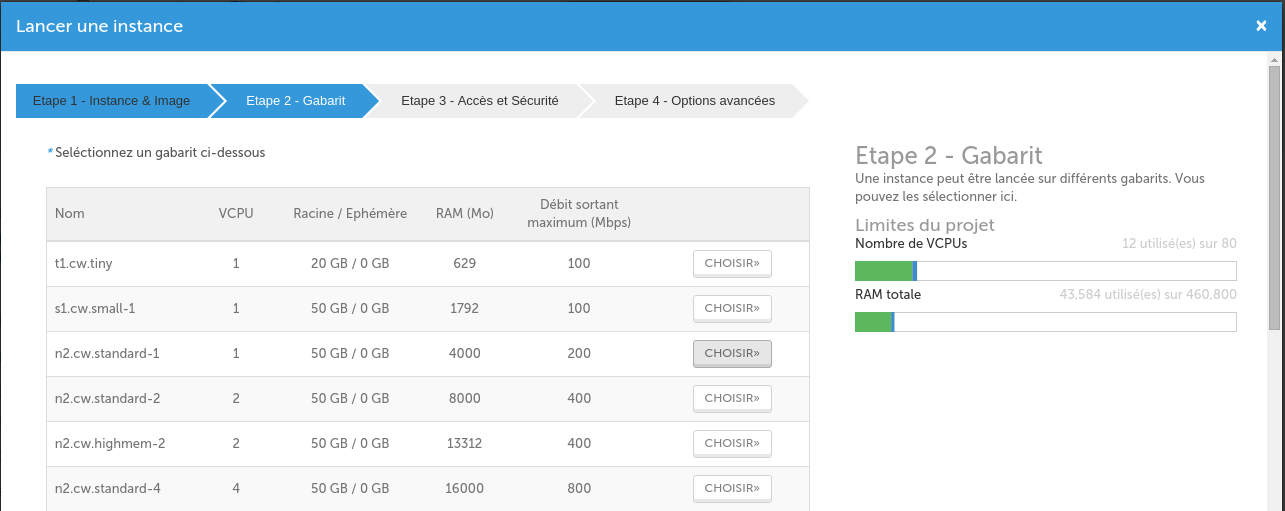 Lancer une instance
×
Etape 1 - Instance & Image
Etape 2 - Gabarit
Etape 3 - Accès et Sécurité
Etape 4 - Options avancées
* Seléctionnez un gabarit ci-dessous
Nom VCPU Racine / Ephémère RAM (Mo) Débit sortant
maximum (Mbps)
t1.cw.tiny 1 20 GB / 0 GB 629 100 CHOISIR»
s1.cw.small-1 1 50 GB / 0 GB 1792 100 CHOISIR»
n2.cw.standard-1 1 50 GB / 0 GB 4000 200 CHOISIR»
n2.cw.standard-2 2 50 GB / 0 GB 8000 400 CHOISIR»
n2.cw.highmem-2 2 50 GB / 0 GB 13312 400 CHOISIR»
n2.cw.standard-4 4 50 GB / 0 GB 16000 800 CHOISIR»
Etape 2 - Gabarit
Une instance peut être lancée sur différents gabarits. Vous
pouvez les sélectionner ici.
Limites du projet
Nombre de VCPUs 12 utilisé(es) sur 80
RAM totale 43,584 utilisé(es) sur 460,800